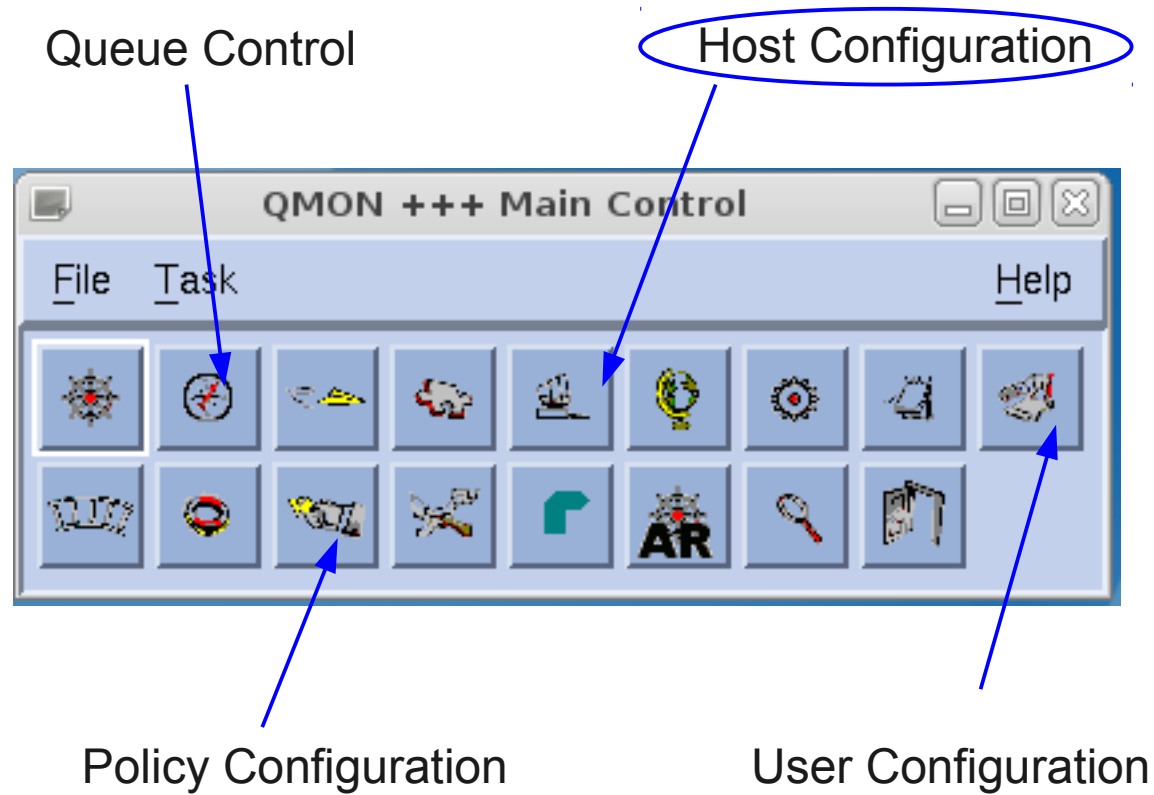 Queue Control
Host Configuration
QMON +++ Main Control
File Task Help
AR
Policy Configuration
User Configuration